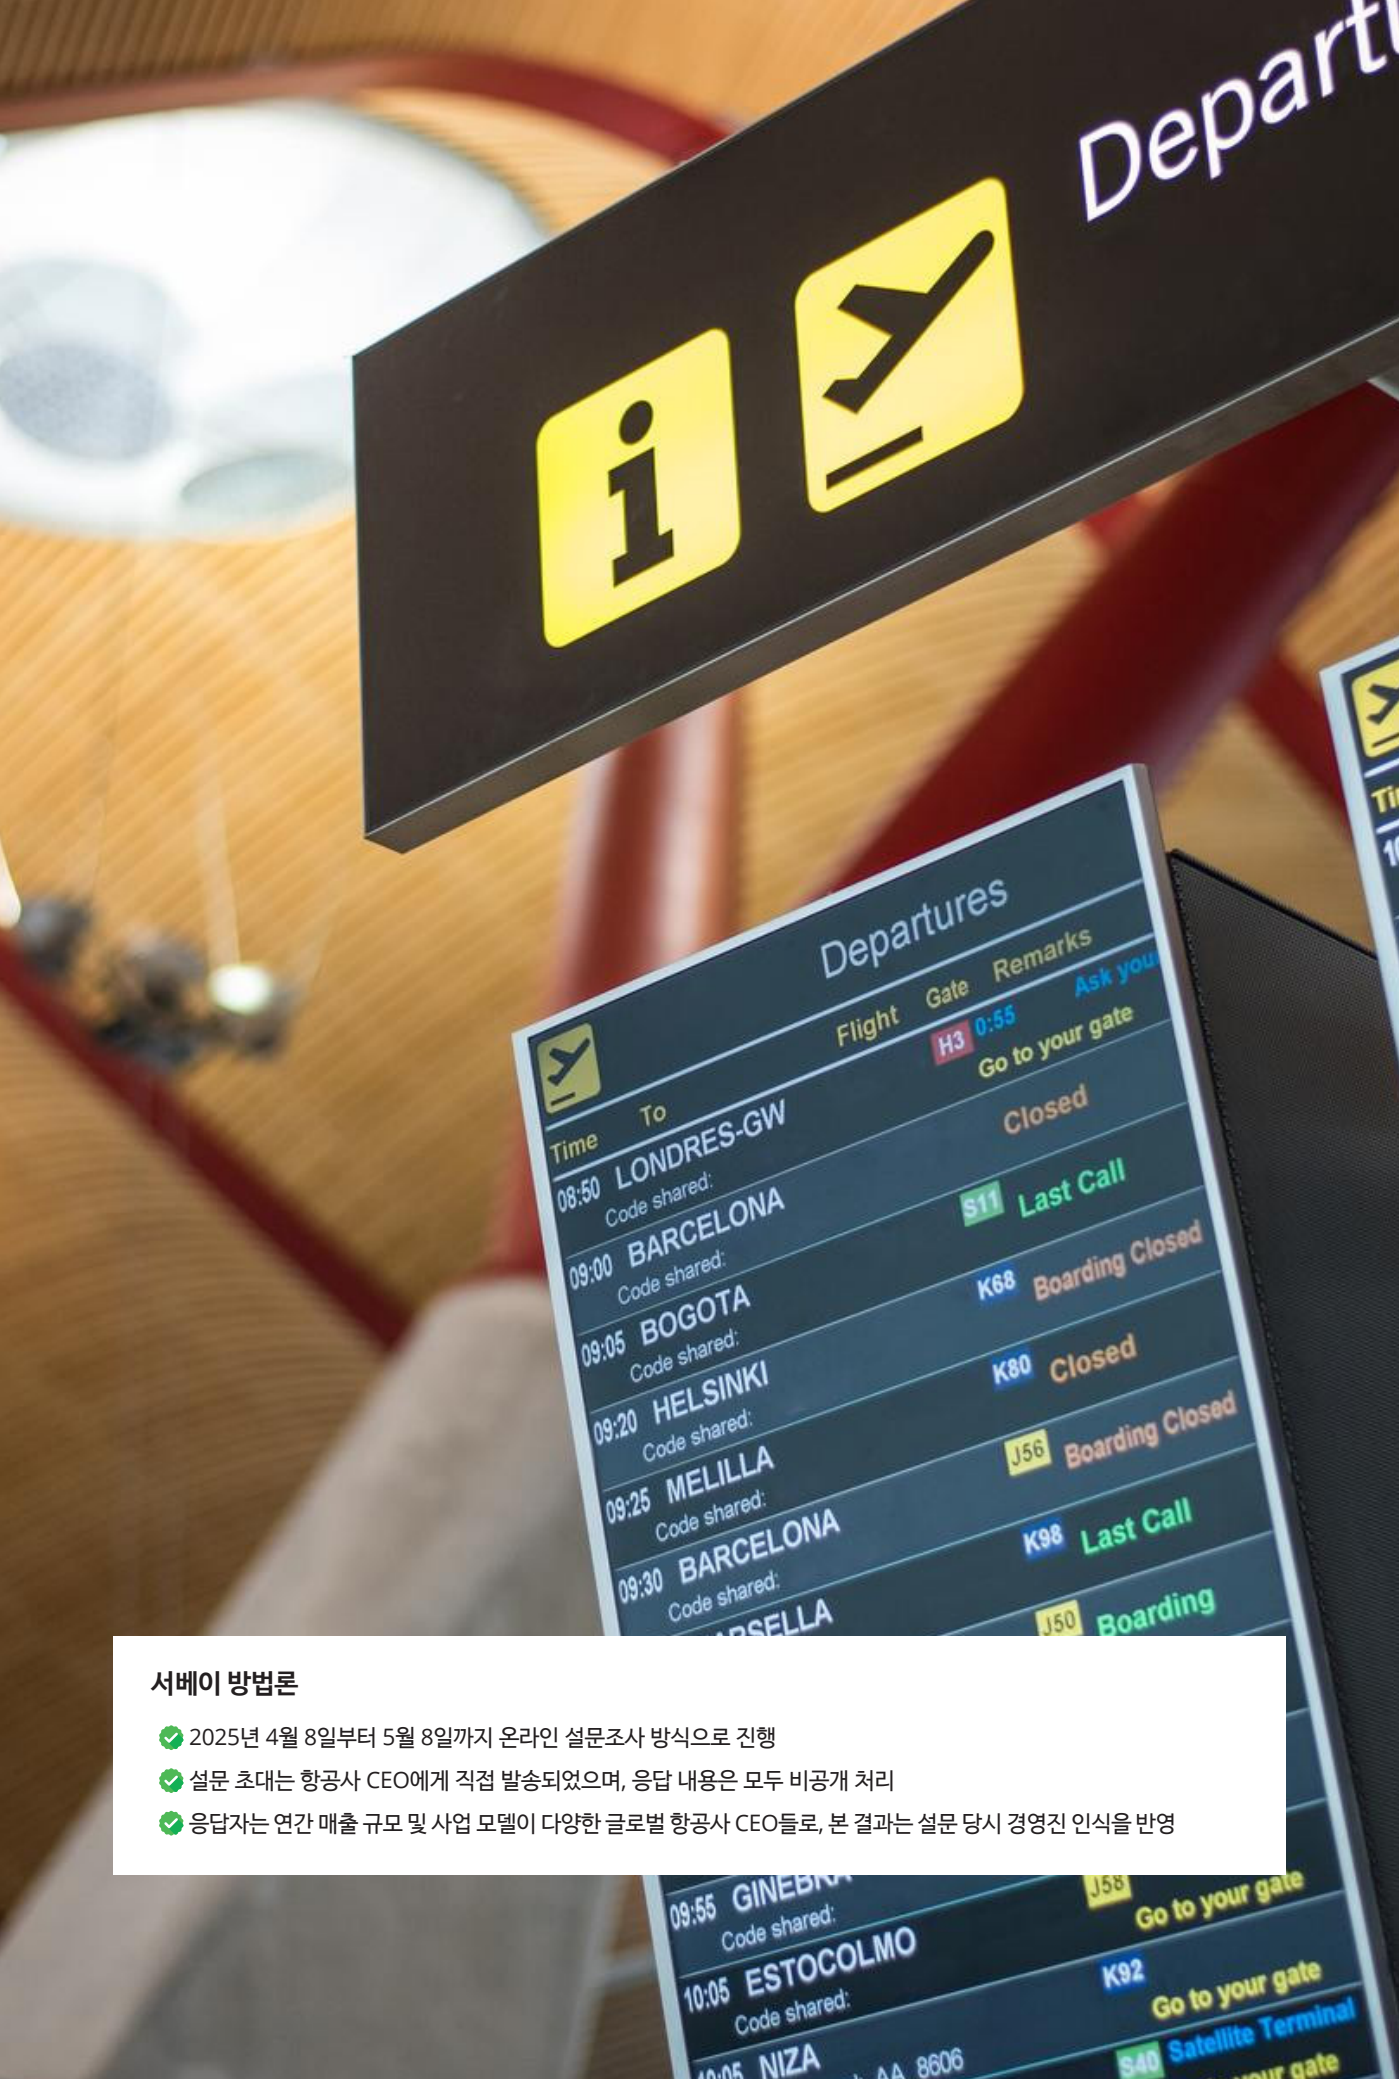 Departu
i
Departures
Time To Flight Gate Remarks
08:50 LONDRES-GW H3 0:55 Ask your
Code shared: Go to your gate
09:00 BARCELONA Closed
Code shared:
09:05 BOGOTA S11 Last Call
Code shared:
09:20 HELSINKI K68 Boarding Closed
Code shared:
09:25 MELILLA K80 Closed
Code shared:
09:30 BARCELONA J56 Boarding Closed
Code shared:
K98 Last Call
J50 Boarding
서베이 방법론
2025년 4월 8일부터 5월 8일까지 온라인 설문조사 방식으로 진행
설문 초대는 항공사 CEO에게 직접 발송되었으며, 응답 내용은 모두 비공개 처리
응답자는 연간 매출 규모 및 사업 모델이 다양한 글로벌 항공사 CEO들로, 본 결과는 설문 당시 경영진 인식을 반영
09:55 GINEBRA J58
Code shared: Go to your gate
10:05 ESTOCOLMO K92
Code shared: Go to your gate
NIZA S40 Satellite Terminal
AA 8606 your gate